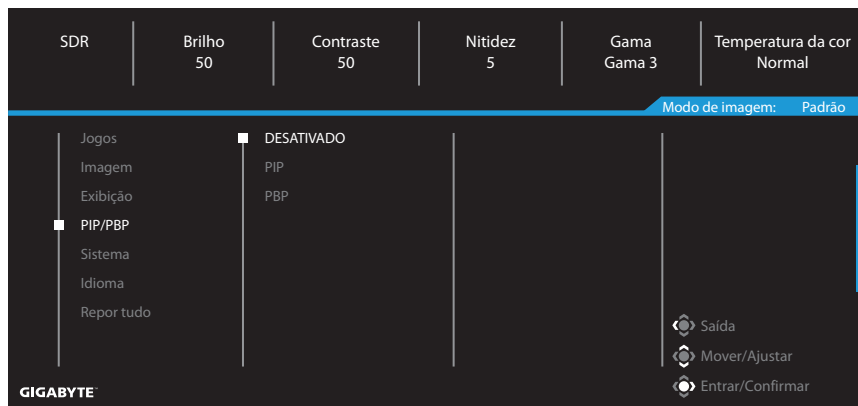 SDR
Brilho
50
Contraste
50
Nitidez
5
Gama
Gama 3
Temperatura da cor
Normal
Modo de imagem: Padrão
Jogos
Imagem
Exibição
PIP/PBP
Sistema
Idioma
Repor tudo
DESATIVADO
PIP
PBP
Saída
Mover/Ajustar
Entrar/Confirmar
GIGABYTE™